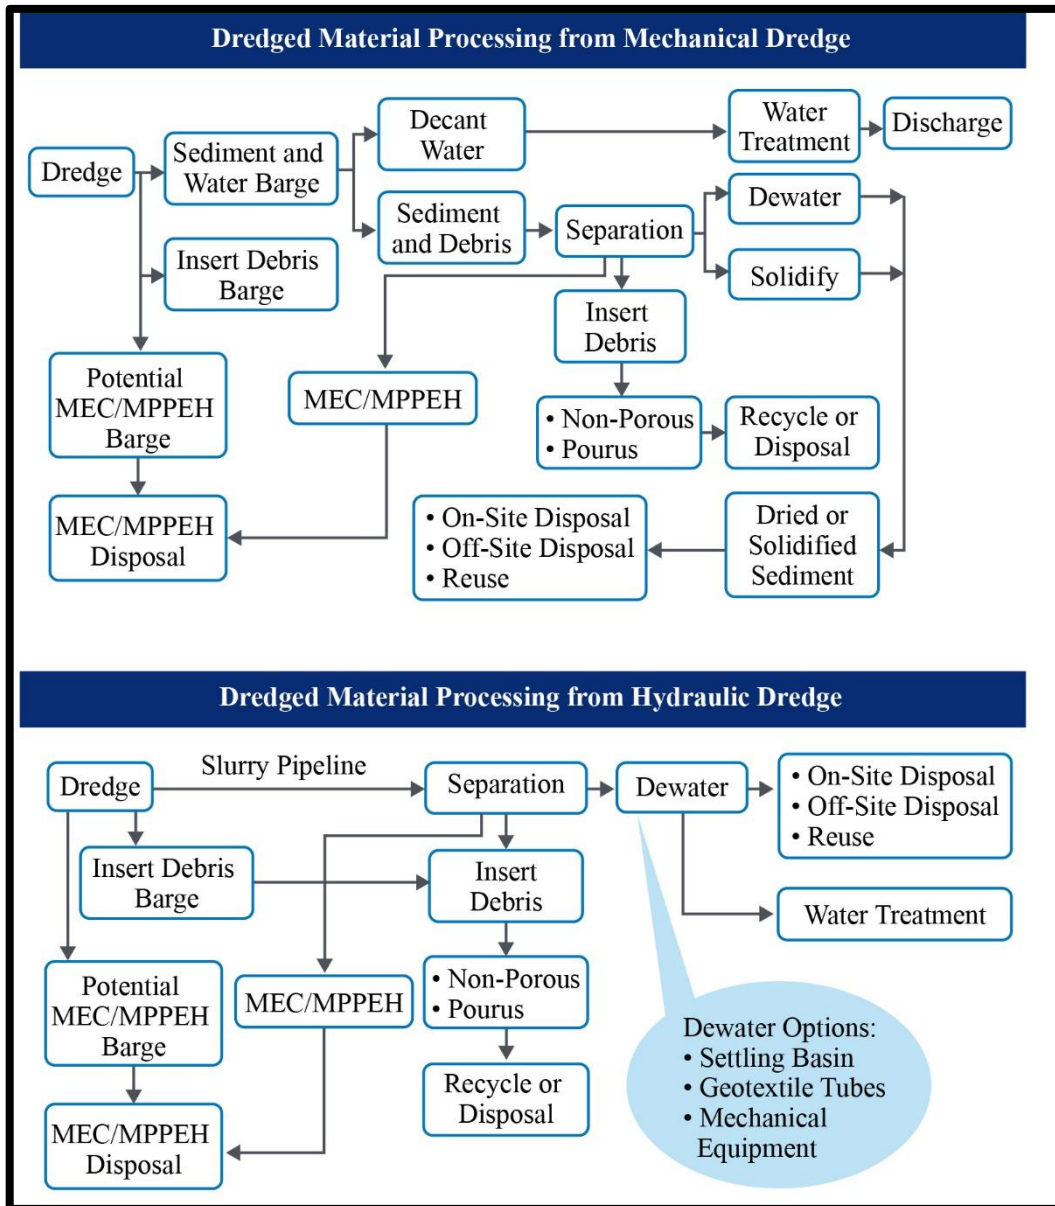 Dredged Material Processing from Mechanical Dredge
Dredge
Sediment and
Water Barge
Decant
Water
Water
Treatment
Discharge
Sediment
and Debris
Separation
Dewater
Solidify
Insert Debris
Barge
Insert
Debris
Potential
MEC/MPPEH
Barge
MEC/MPPEH
• Non-Porous
• Pourus
Recycle or
Disposal
MEC/MPPEH
Disposal
• On-Site Disposal
• Off-Site Disposal
• Reuse
Dried or
Solidified
Sediment
Dredged Material Processing from Hydraulic Dredge
Dredge
Slurry Pipeline
Separation
Dewater
• On-Site Disposal
• Off-Site Disposal
• Reuse
Insert Debris
Barge
Insert
Debris
Water Treatment
Potential
MEC/MPPEH
Barge
MEC/MPPEH
• Non-Porous
• Pourus
Recycle or
Disposal
MEC/MPPEH
Disposal
Dewater Options:
• Settling Basin
• Geotextile Tubes
• Mechanical
Equipment